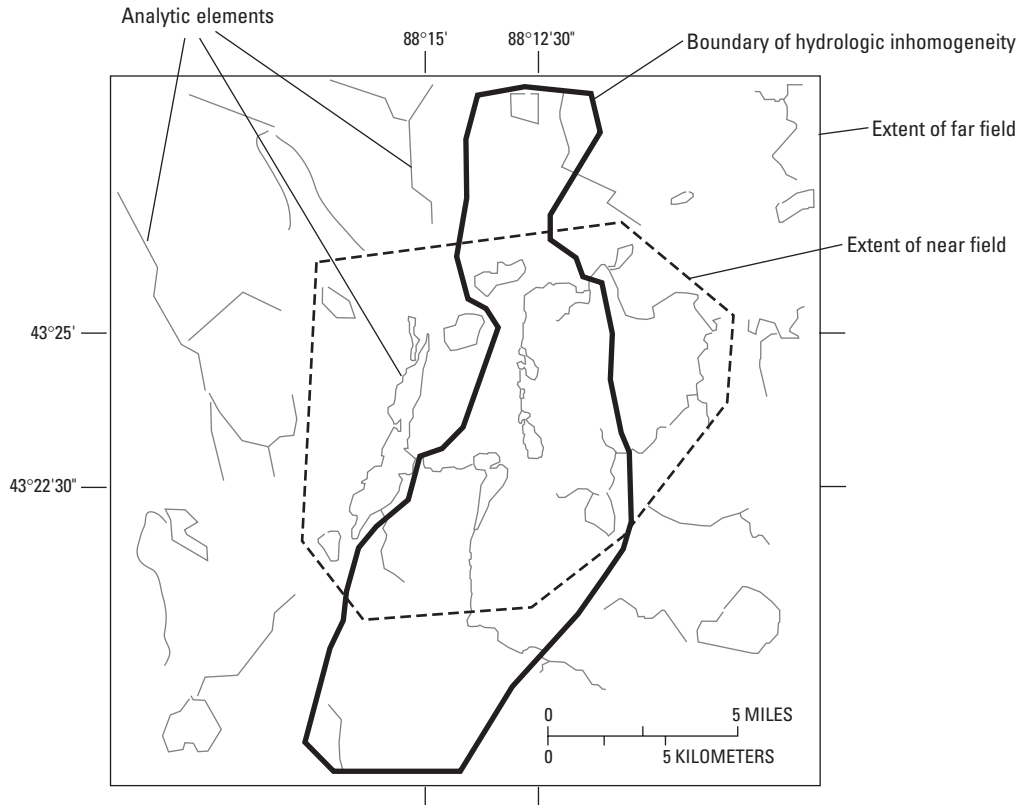 Analytic elements
88°15'
88°12'30"
Boundary of hydrologic inhomogeneity
Extent of far field
Extent of near field
43°25'
43°22'30"
0 5 MILES
0 5 KILOMETERS